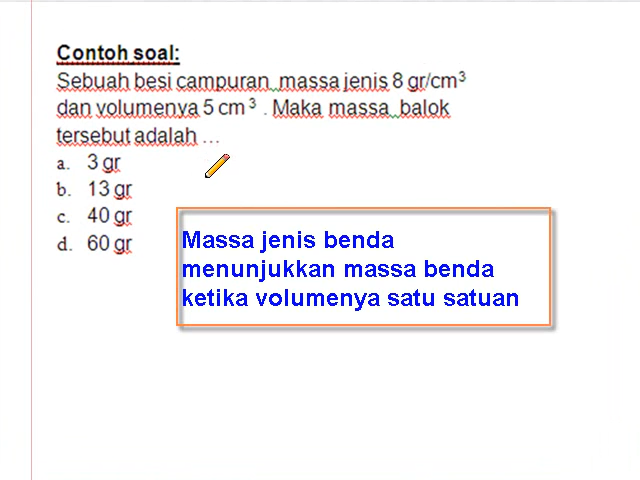 Contoh soal:
Sebuah besi campuran massa jenis 8 gr/cm³
dan volumenya 5 cm³ . Maka massa balok
tersebut adalah ...
a. 3 gr
b. 13 gr
c. 40 gr
d. 60 gr
Massa jenis benda
menunjukkan massa benda
ketika volumenya satu satuan